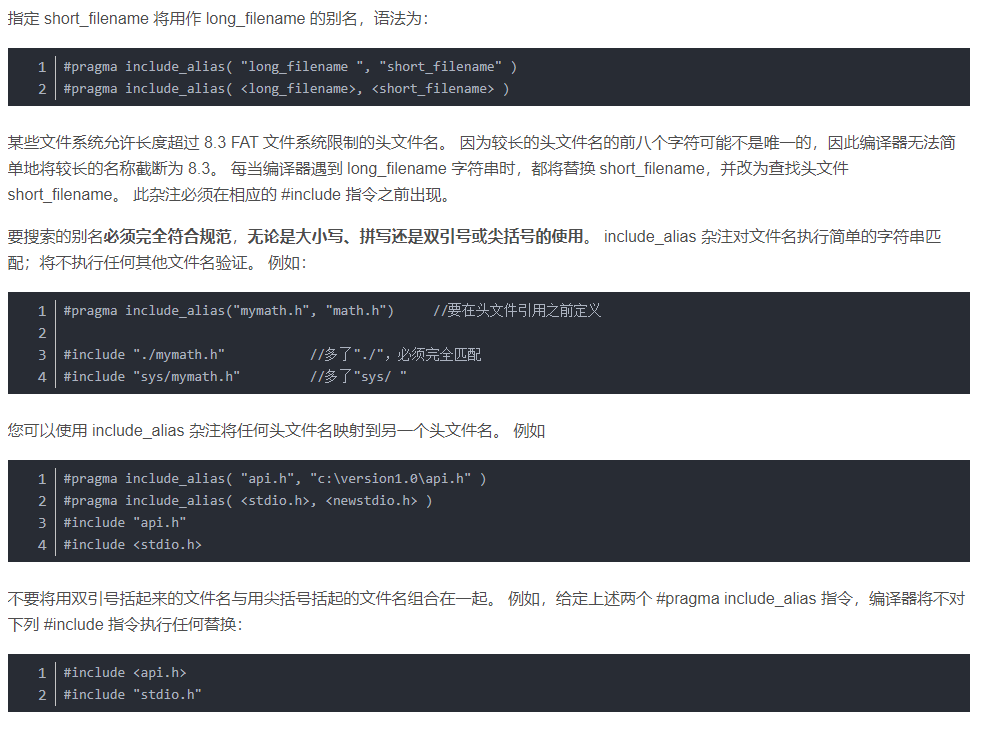 指定 short_filename 将用作 long_filename 的别名，语法为：
1 #pragma include_alias( "long_filename ", "short_filename" )
2 #pragma include_alias( <long_filename>, <short_filename> )
某些文件系统允许长度超过 8.3 FAT 文件系统限制的头文件名。 因为较长的头文件名的前八个字符可能不是唯一的，因此编译器无法简
单地将较长的名称截断为 8.3。 每当编译器遇到 long_filename 字符串时，都将替换 short_filename，并改为查找头文件
short_filename。 此杂注必须在相应的 #include 指令之前出现。
要搜索的别名必须完全符合规范，无论是大小写、拼写还是双引号或尖括号的使用。 include_alias 杂注对文件名执行简单的字符串匹
配；将不执行任何其他文件名验证。 例如：
1 #pragma include_alias("mymath.h", "math.h")     //要在头文件引用之前定义
2
3 #include "./mymath.h"           //多了"./"，必须完全匹配
4 #include "sys/mymath.h"         //多了"sys/ "
您可以使用 include_alias 杂注将任何头文件名映射到另一个头文件名。 例如
1 #pragma include_alias( "api.h", "c:\version1.0\api.h" )
2 #pragma include_alias( <stdio.h>, <newstdio.h> )
3 #include "api.h"
4 #include <stdio.h>
不要将用双引号括起来的文件名与用尖括号括起的文件名组合在一起。 例如，给定上述两个 #pragma include_alias 指令，编译器将不对
下列 #include 指令执行任何替换：
1 #include <api.h>
2 #include "stdio.h"